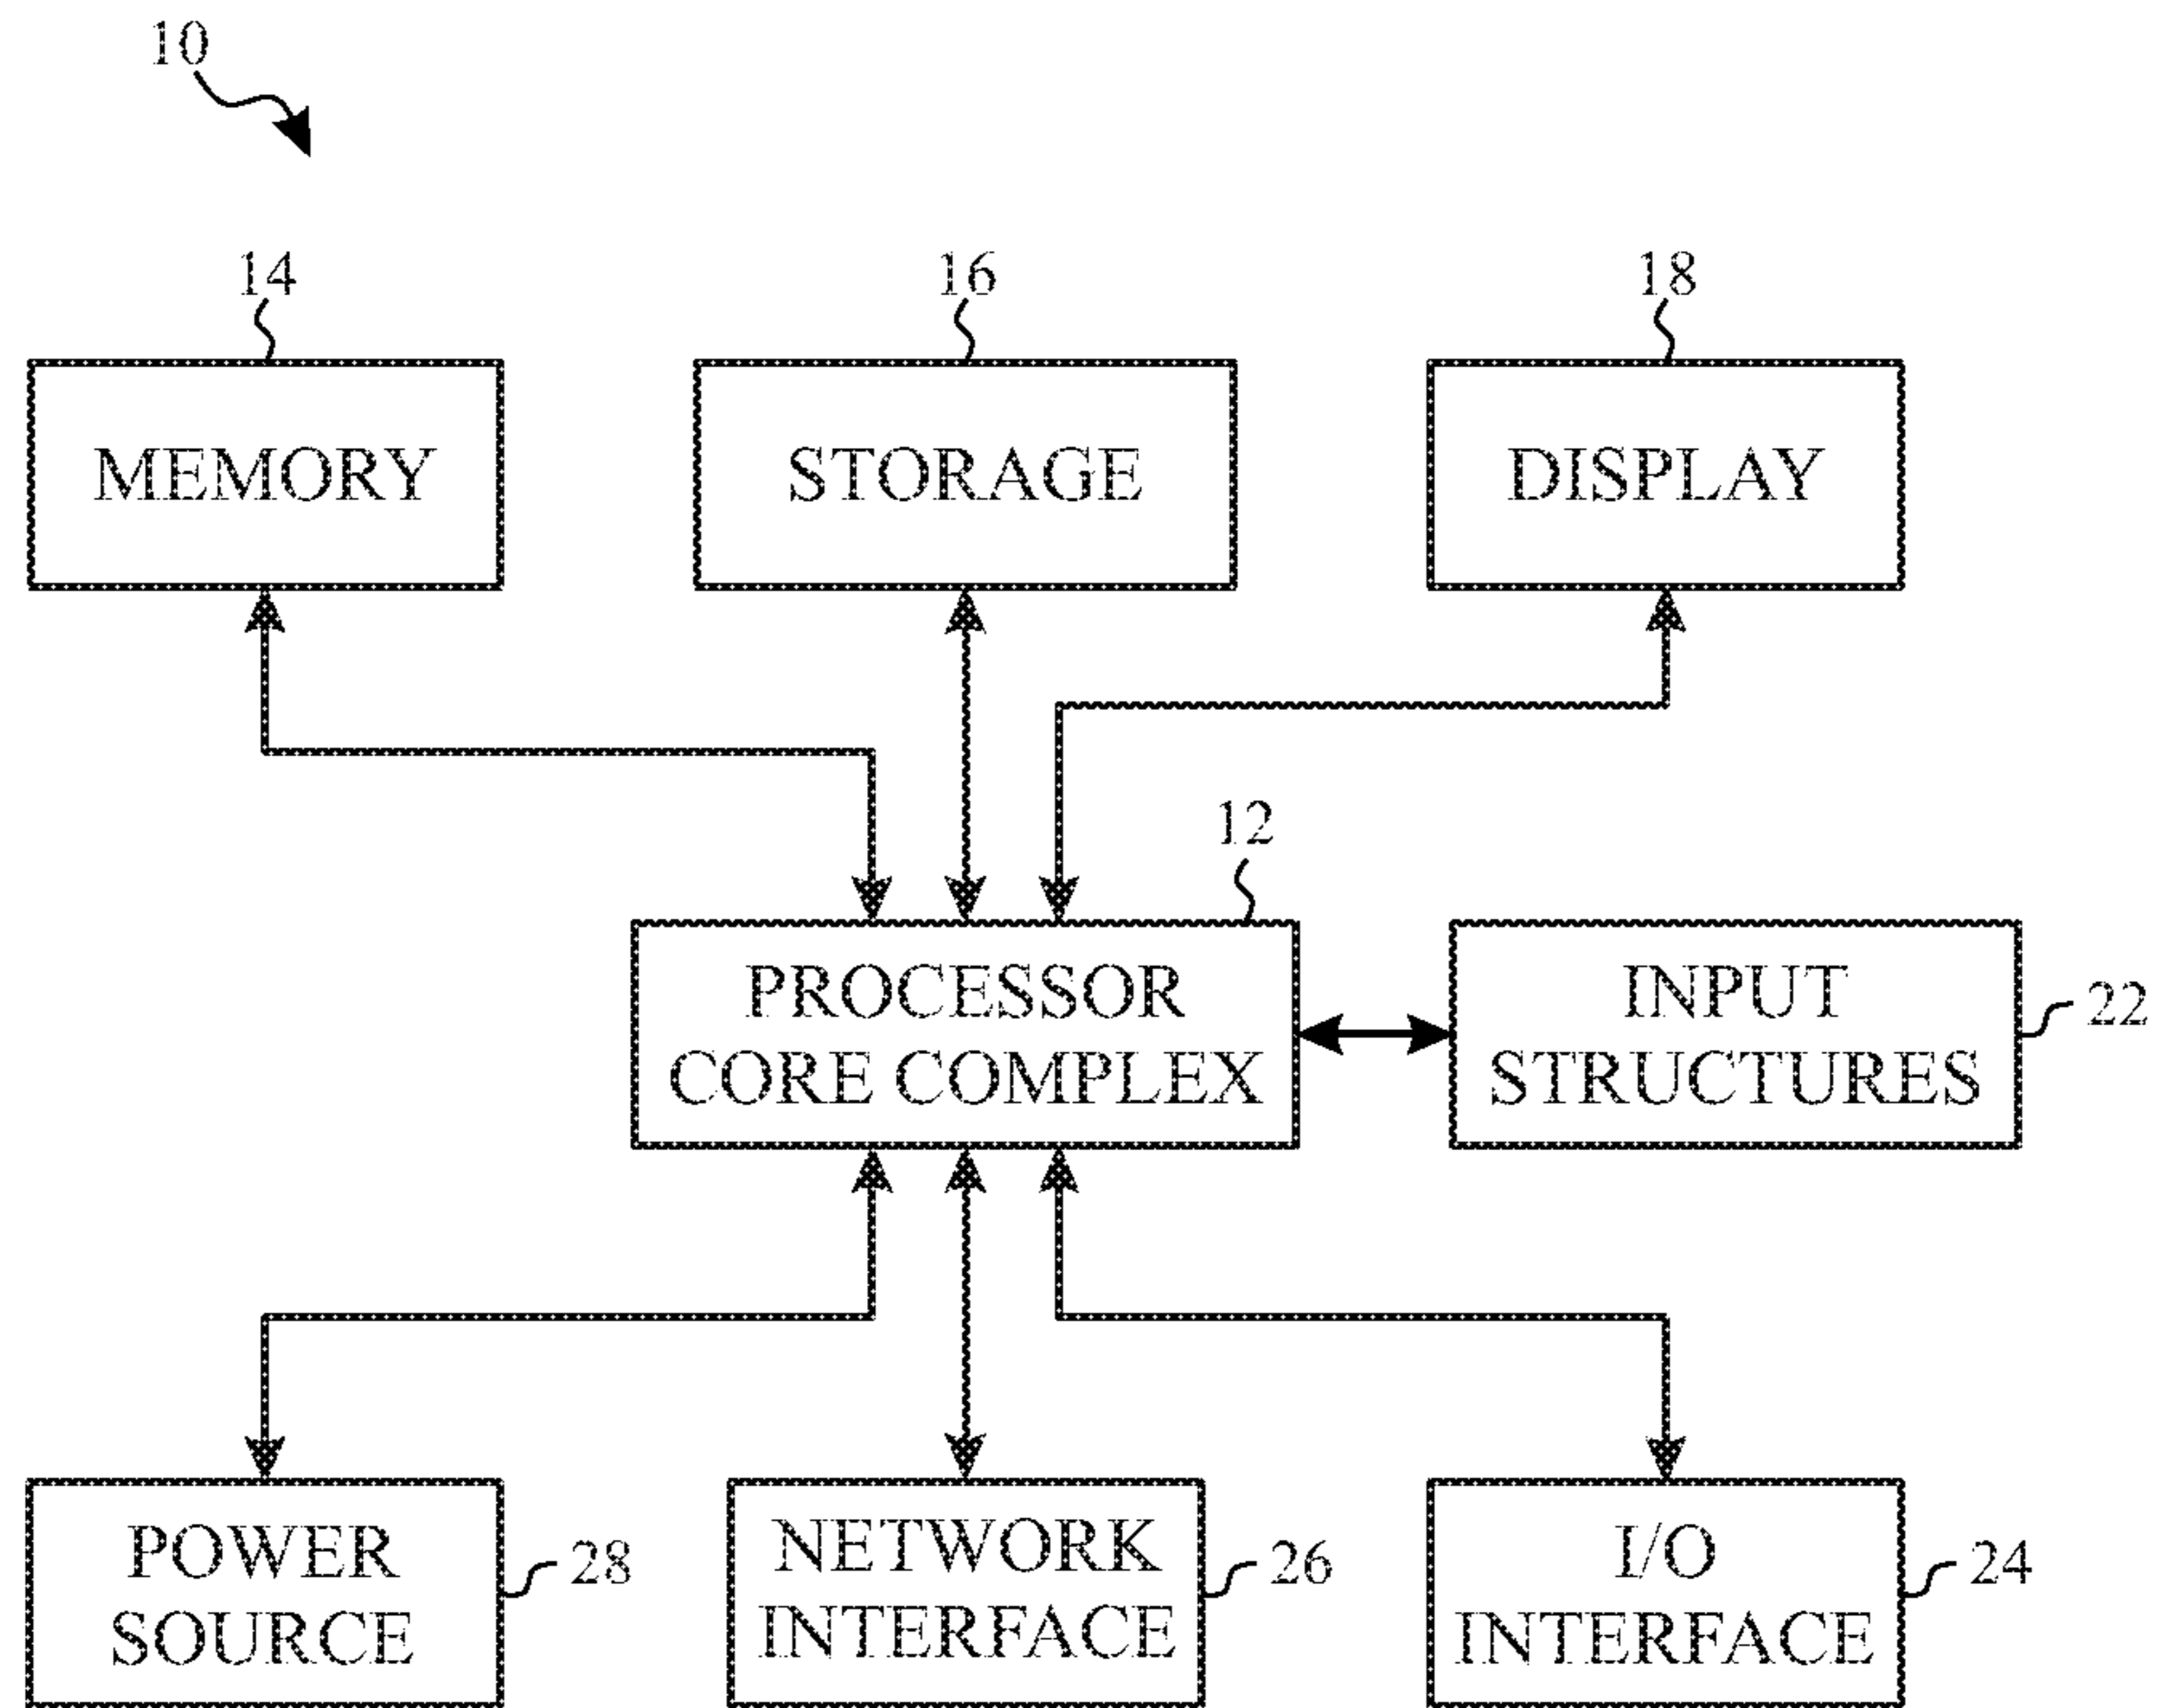 10
14
16
18
MEMORY
STORAGE
DISPLAY
12
PROCESSOR
CORE COMPLEX
INPUT
STRUCTURES
22
POWER
SOURCE
28
NETWORK
INTERFACE
26
I/O
INTERFACE
24